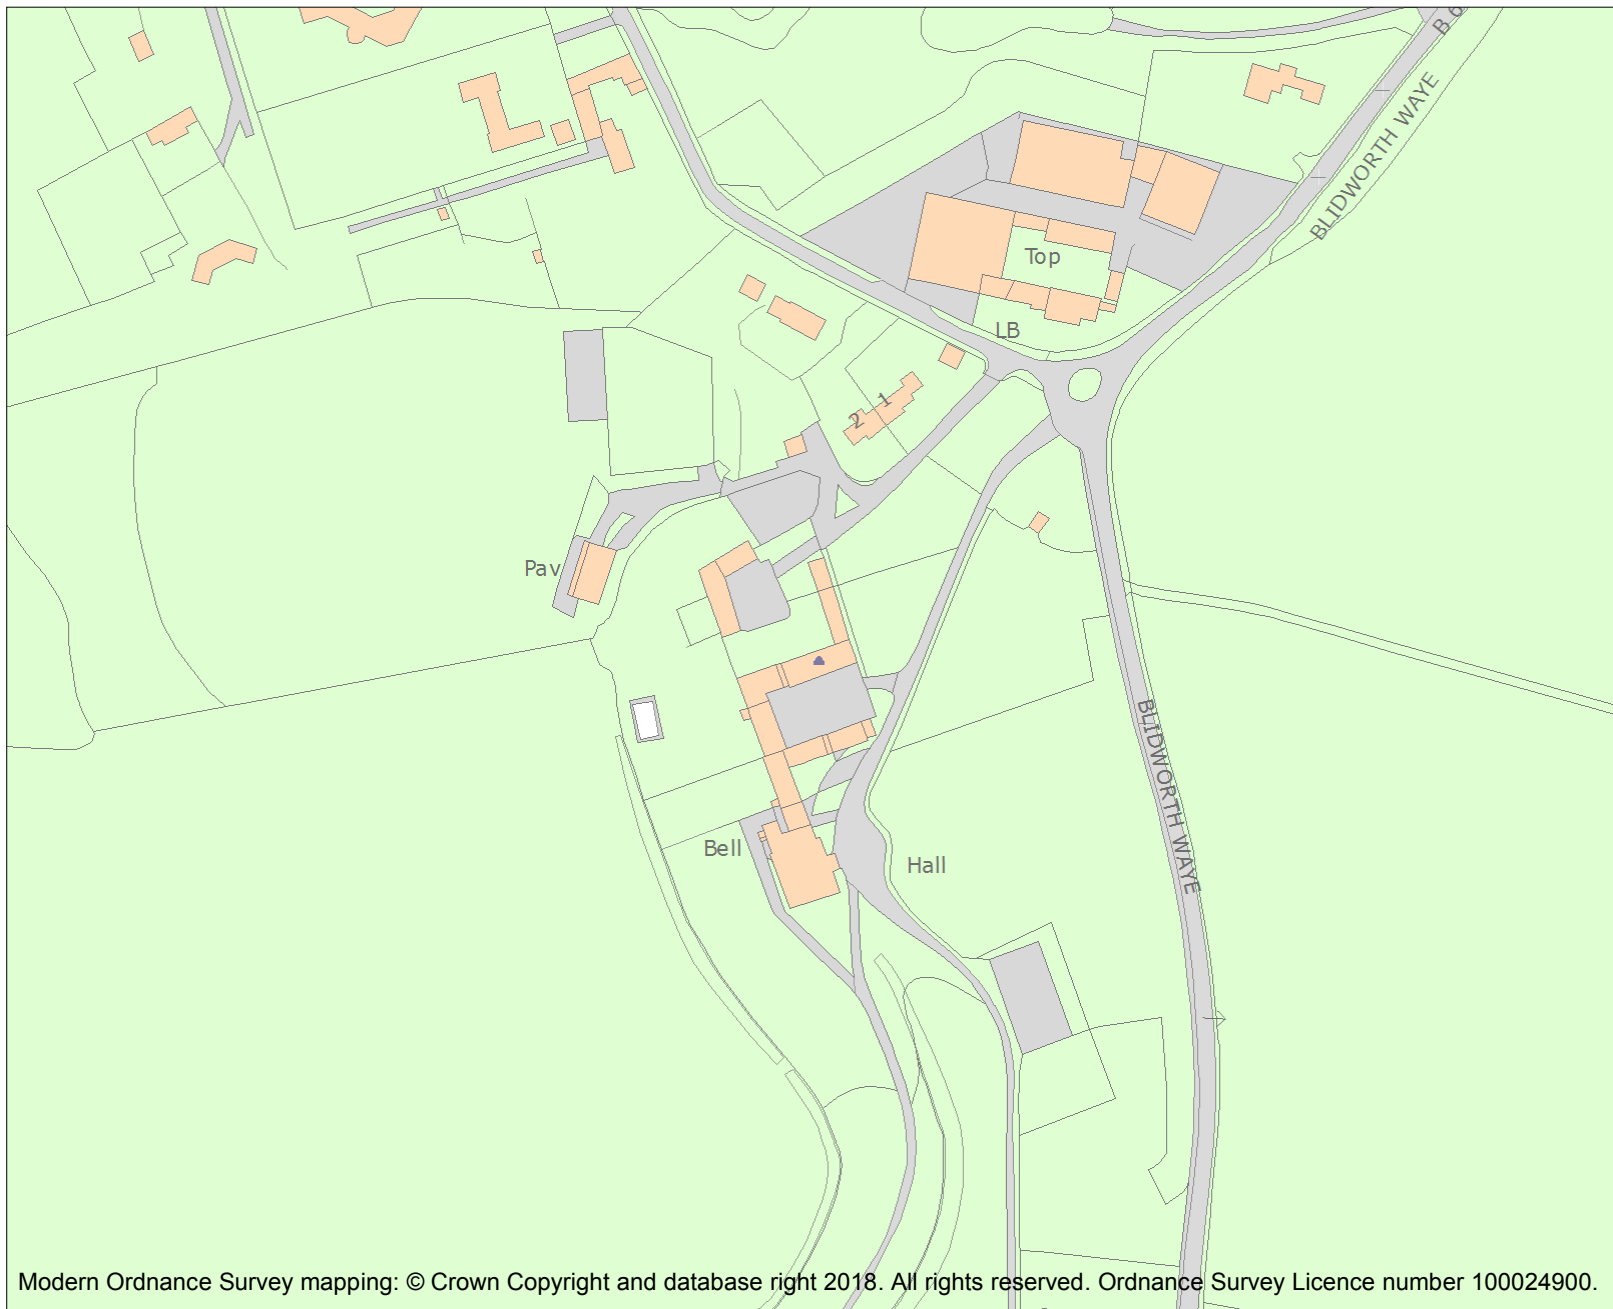 B 6
BLIDWORTH WAYE
Top
LB
1
2
Pav
BLIDWORTH WAYE
Bell
Hall
Modern Ordnance Survey mapping: © Crown Copyright and database right 2018. All rights reserved. Ordnance Survey Licence number 100024900.